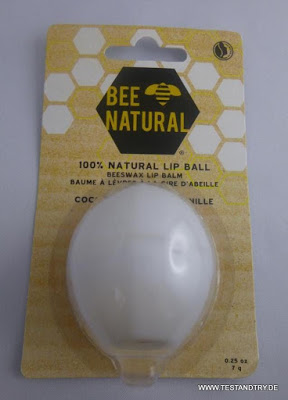 BEE
NATURAL
®
100% NATURAL LIP BALL
BEESWAX LIP BALM
BAUME À LÈVRES À LA CIRE D'ABEILLE
0.25 oz.
7 g
WWW.TESTANDTRY.DE